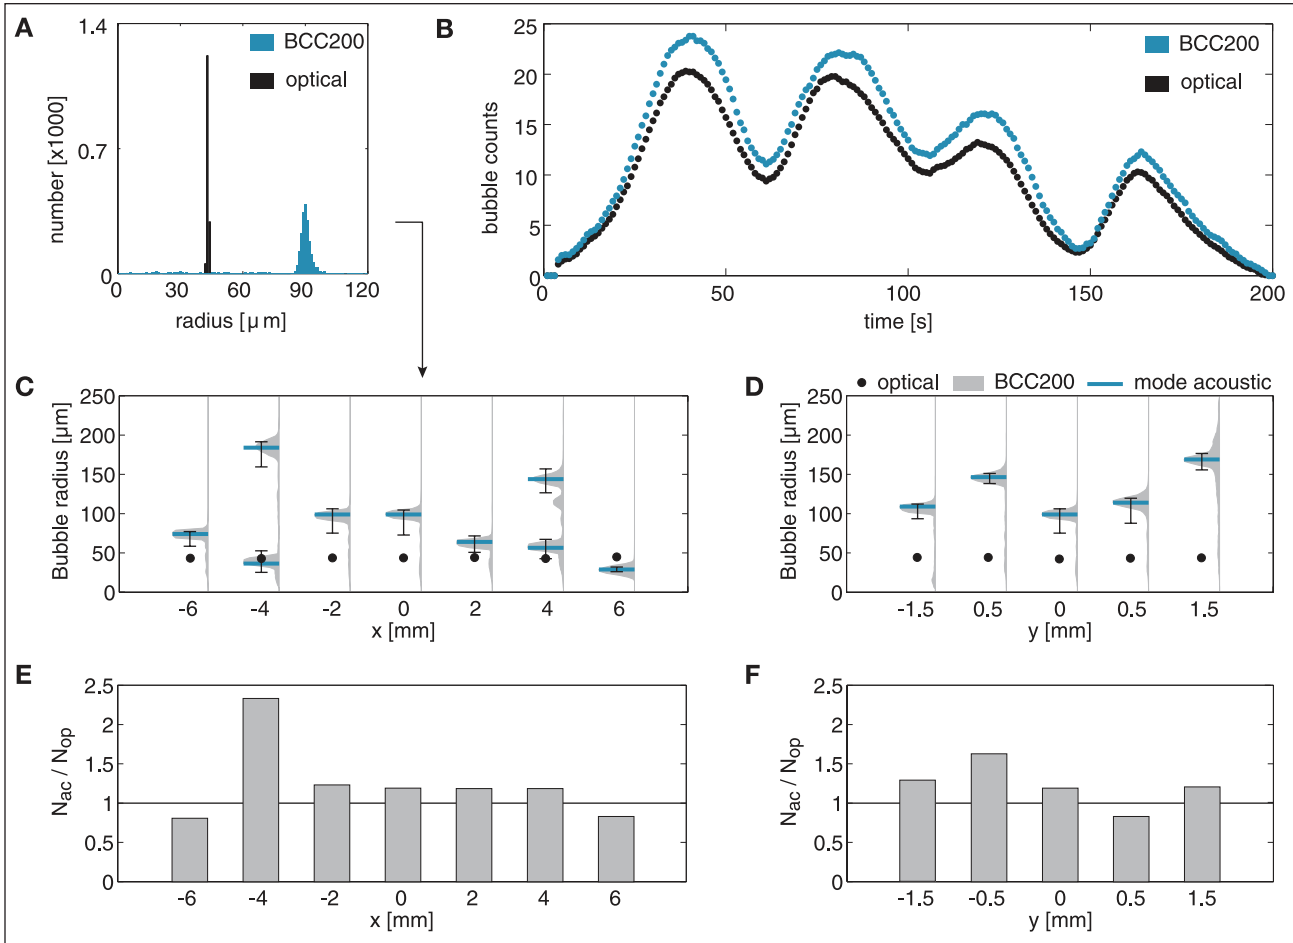 A
1.4
0.7
0
number [x1000]
BCC200
optical
0 30 60 90 120
radius [µm]
B
25
20
15
10
5
0
bubble counts
BCC200
optical
0 50 100 150 200
time [s]
C
250
200
150
100
50
0
Bubble radius [µm]
-6 -4 -2 0 2 4 6
x [mm]
D
optical BCC200 mode acoustic
250
200
150
100
50
0
Bubble radius [µm]
-1.5 0.5 0 0.5 1.5
y [mm]
E
2.5
2
1.5
1
0.5
0
Nac / Nop
-6 -4 -2 0 2 4 6
x [mm]
F
2.5
2
1.5
1
0.5
0
Nac / Nop
-1.5 -0.5 0 0.5 1.5
y [mm]